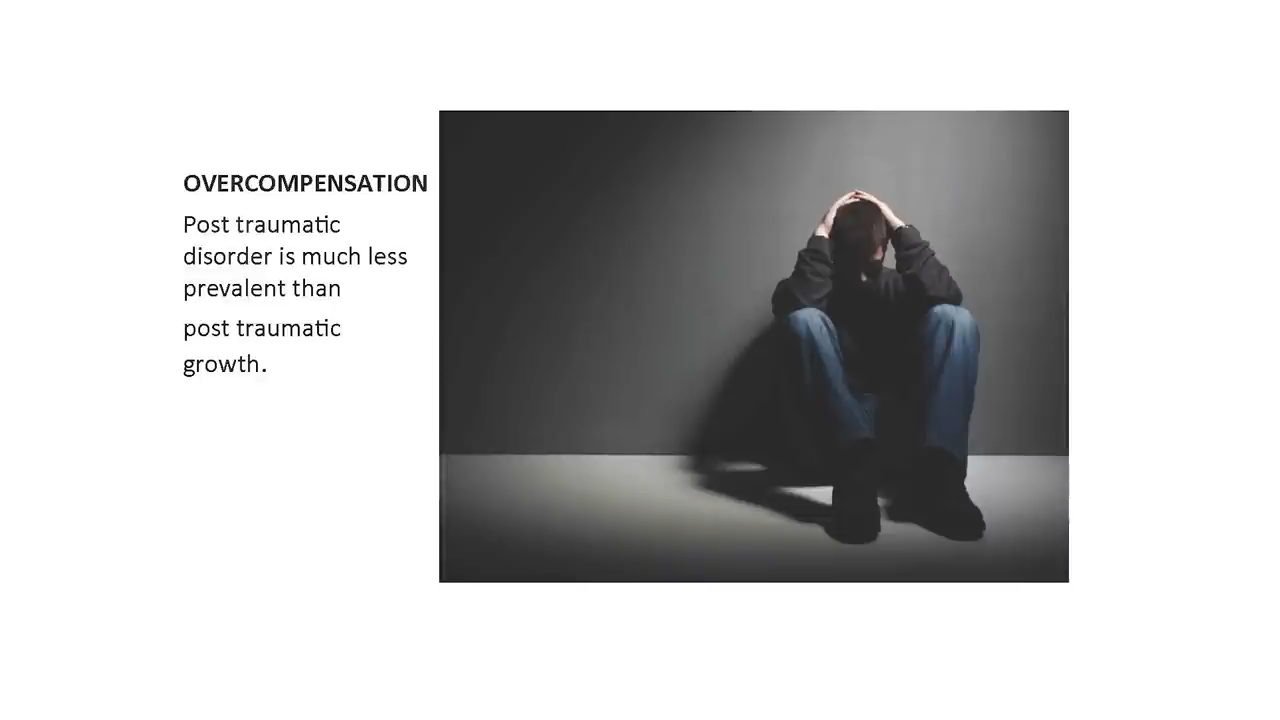 OVERCOMPENSATION
Post traumatic
disorder is much less
prevalent than
post traumatic
growth.